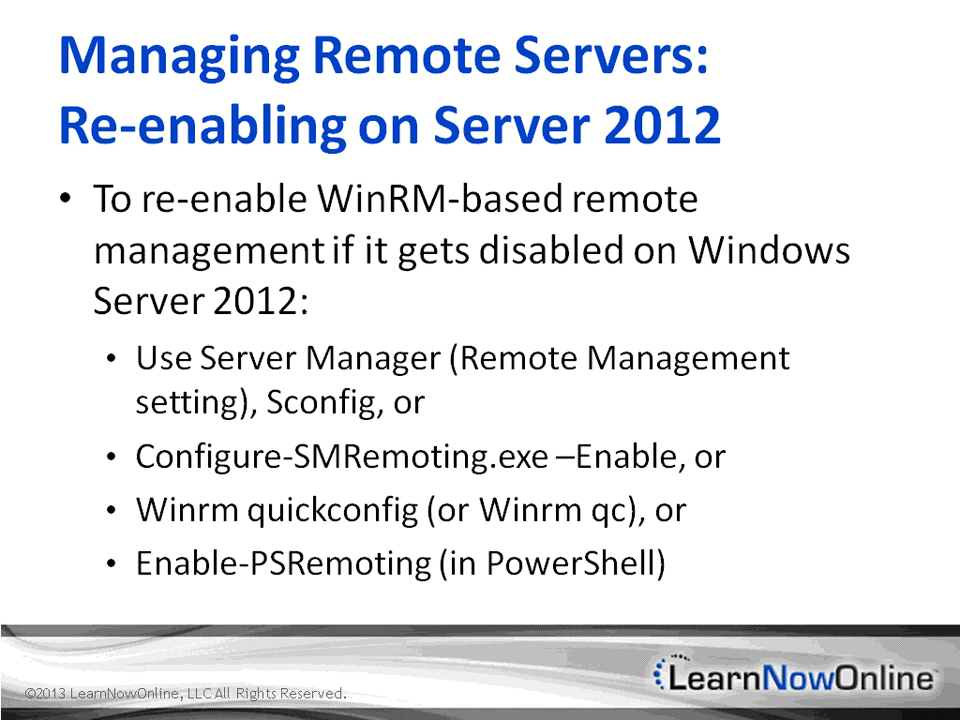 Managing Remote Servers:
Re-enabling on Server 2012
• To re-enable WinRM-based remote
management if it gets disabled on Windows
Server 2012:
• Use Server Manager (Remote Management
setting), Sconfig, or
• Configure-SMRemoting.exe –Enable, or
• Winrm quickconfig (or Winrm qc), or
• Enable-PSRemoting (in PowerShell)
©2013 LearnNowOnline, LLC All Rights Reserved.
LearnNowOnline